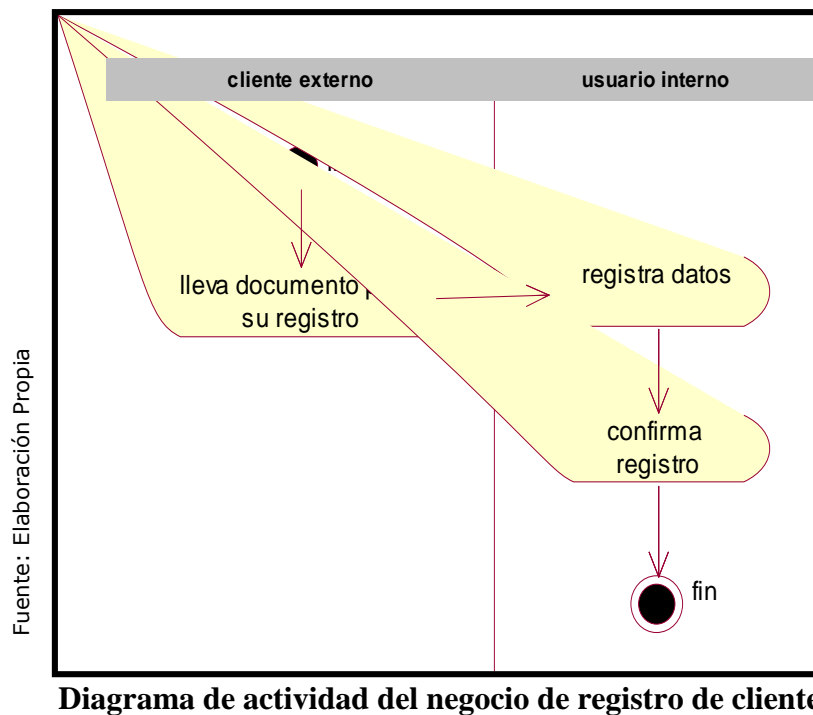 cliente externo
usuario interno
lleva documento
su registro
registra datos
confirma
registro
fin
Fuente: Elaboración Propia
Diagrama de actividad del negocio de registro de cliente